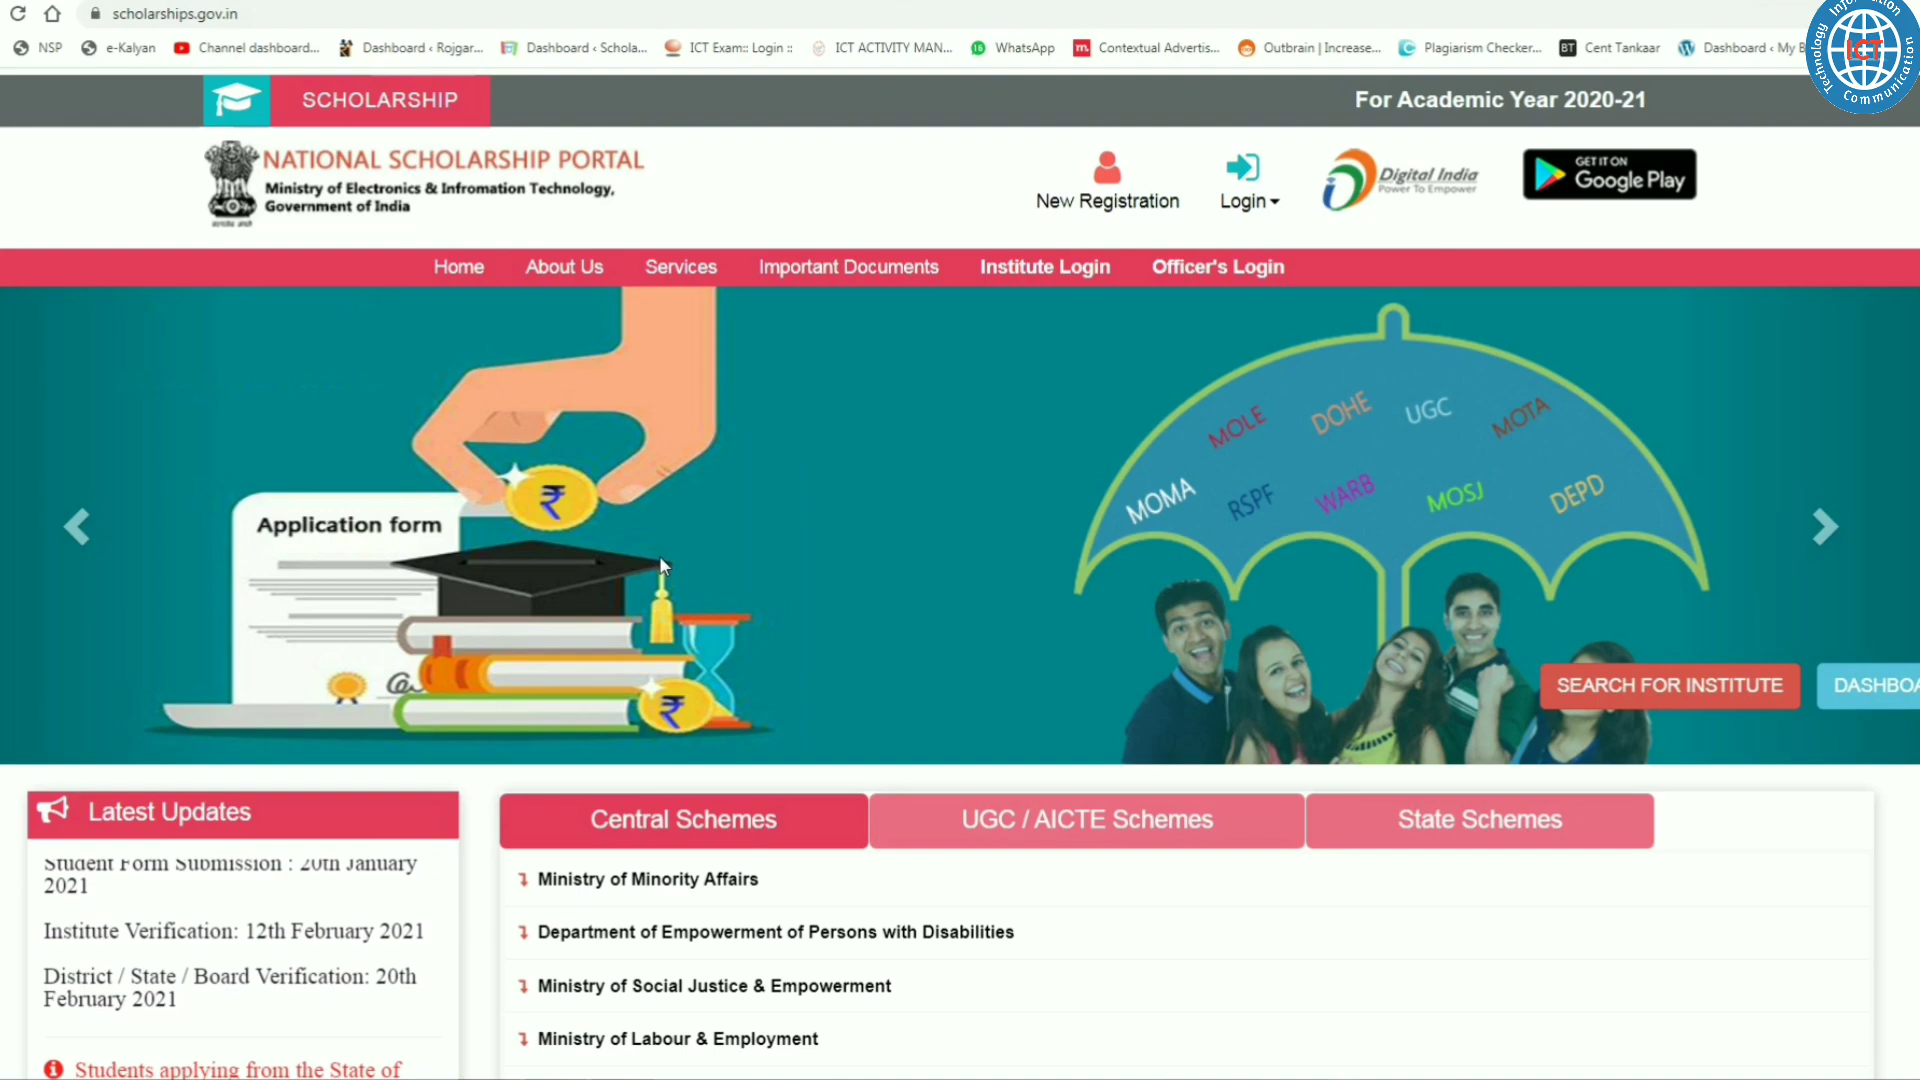 scholarships.gov.in
NSP
e-Kalyan
Channel dashboard...
Dashboard ‹ Rojgar...
Dashboard ‹ Schola...
ICT Exam:: Login ::
ICT ACTIVITY MAN...
WhatsApp
Contextual Advertis...
Outbrain | Increase...
Plagiarism Checker...
BT
Cent Tankaar
Dashboard ‹ My B
ICT
Technology Information Communication
SCHOLARSHIP
For Academic Year 2020-21
NATIONAL SCHOLARSHIP PORTAL
Ministry of Electronics & Infromation Technology,
Government of India
New Registration
Login
Digital India
Power To Empower
GET IT ON
Google Play
Home
About Us
Services
Important Documents
Institute Login
Officer's Login
Application form
₹
₹
MOLE
DOHE
UGC
MOTA
MOMA
RSPF
WARB
MOSJ
DEPD
SEARCH FOR INSTITUTE
DASHBOA
Latest Updates
Student Form Submission : 20th January
2021
Institute Verification: 12th February 2021
District / State / Board Verification: 20th
February 2021
Students applying from the State of
Central Schemes
UGC / AICTE Schemes
State Schemes
Ministry of Minority Affairs
Department of Empowerment of Persons with Disabilities
Ministry of Social Justice & Empowerment
Ministry of Labour & Employment